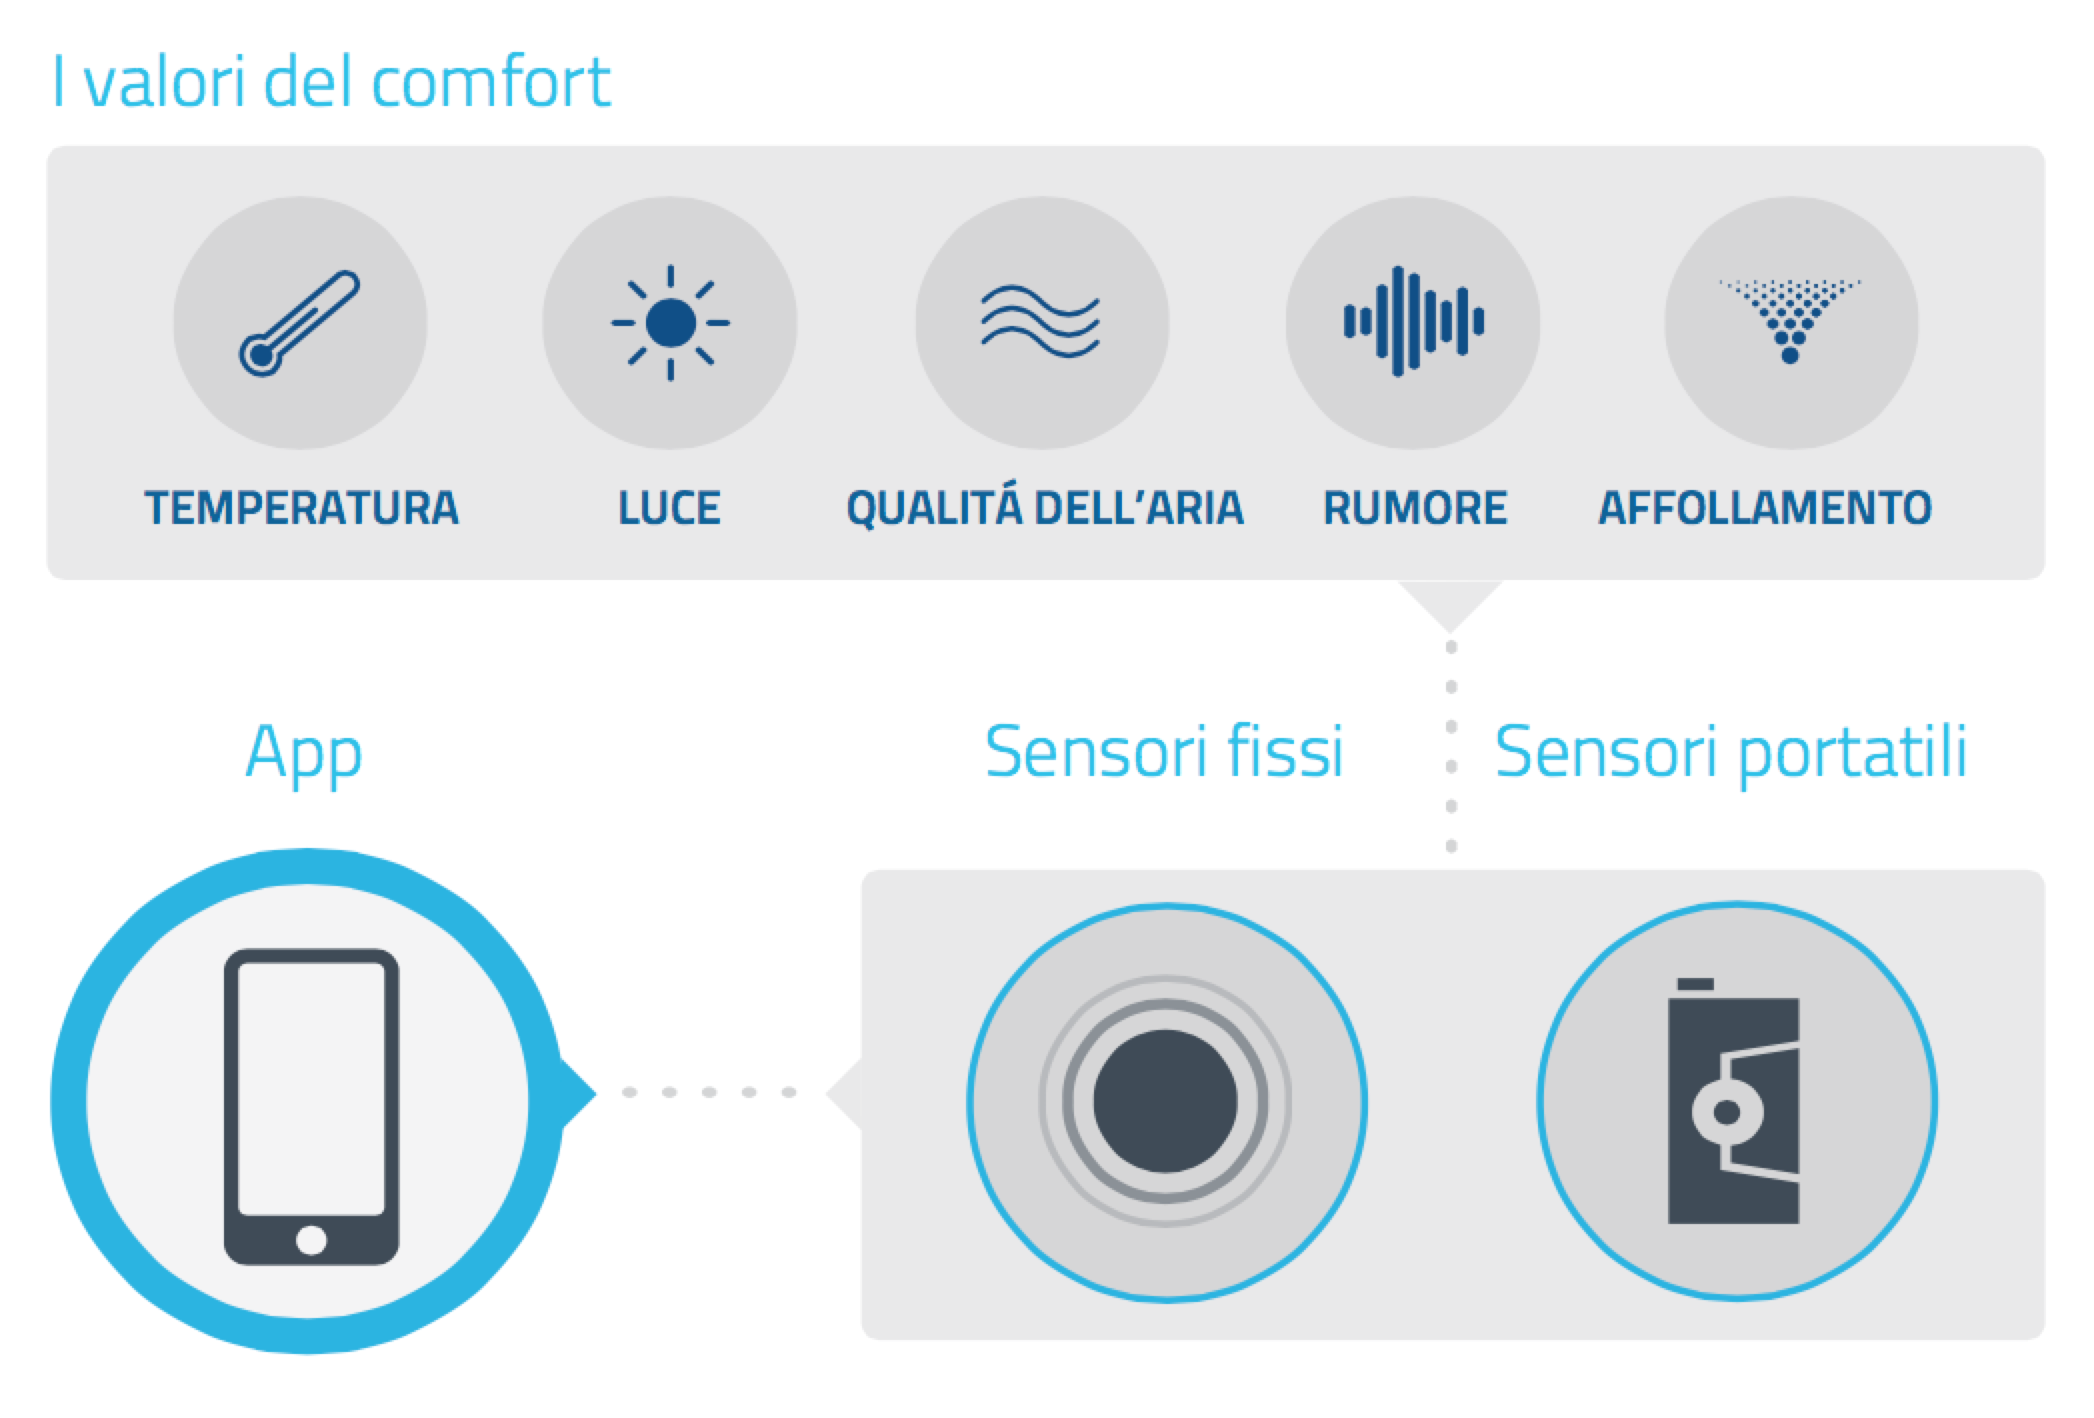 I valori del comfort
TEMPERATURA
LUCE
QUALITÁ DELL'ARIA
RUMORE
AFFOLLAMENTO
App
Sensori fissi
Sensori portatili